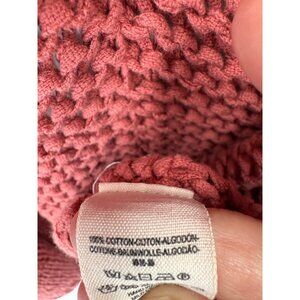 100% COTTON-COTON-ALGODÓN-
COTONE-BAUMWOLLE-ALGODÃO-